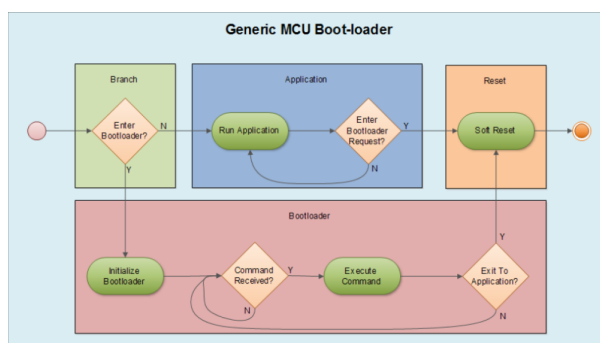 Generic MCU Boot-loader
Branch
Application
Reset
Enter
Bootloader?
N
Run Application
Enter
Bootloader
Request?
Y
Soft Reset
Y
N
Bootloader
Y
Initialize
Bootloader
Command
Received?
Y
Execute
Command
Exit To
Application?
N
N